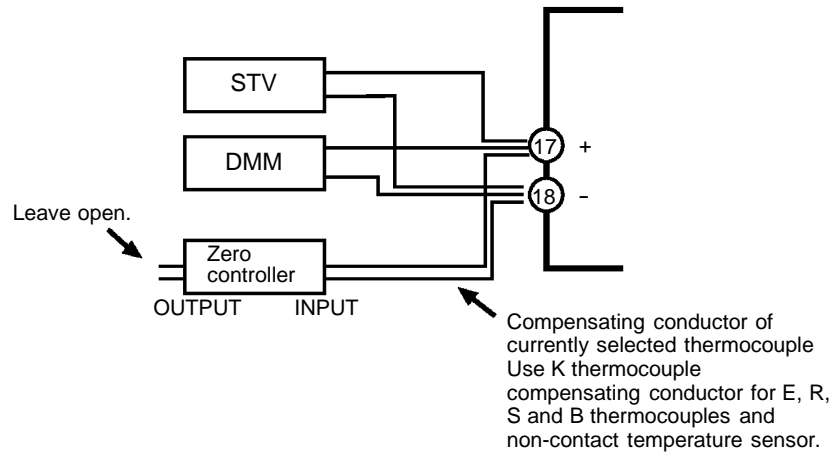 STV
17 +
DMM
18 -
Leave open.
Zero
controller
OUTPUT INPUT
Compensating conductor of
currently selected thermocouple
Use K thermocouple
compensating conductor for E, R,
S and B thermocouples and
non-contact temperature sensor.